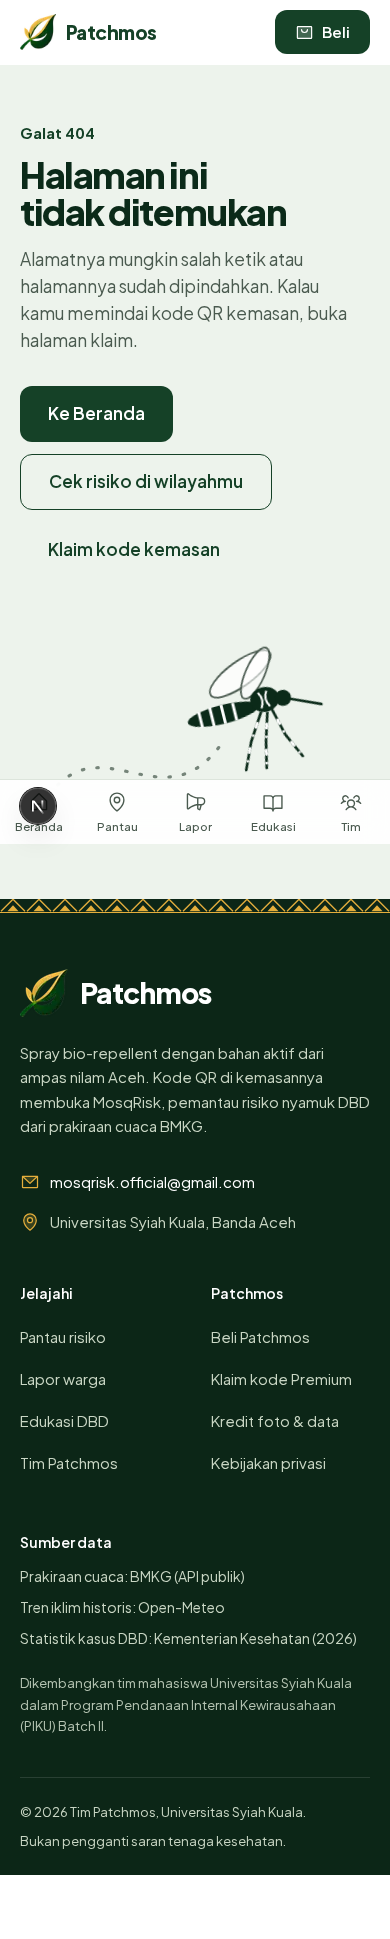 Patchmos
Beli
Galat 404
Halaman ini
tidak ditemukan
Alamatnya mungkin salah ketik atau
halamannya sudah dipindahkan. Kalau
kamu memindai kode QR kemasan, buka
halaman klaim.
Ke Beranda
Cek risiko di wilayahmu
Klaim kode kemasan
N
Beranda
Pantau
Lapor
Edukasi
Tim
Patchmos
Spray bio-repellent dengan bahan aktif dari
ampas nilam Aceh. Kode QR di kemasannya
membuka MosqRisk, pemantau risiko nyamuk DBD
dari prakiraan cuaca BMKG.
mosqrisk.official@gmail.com
Universitas Syiah Kuala, Banda Aceh
Jelajahi
Pantau risiko
Lapor warga
Edukasi DBD
Tim Patchmos
Patchmos
Beli Patchmos
Klaim kode Premium
Kredit foto & data
Kebijakan privasi
Sumber data
Prakiraan cuaca: BMKG (API publik)
Tren iklim historis: Open-Meteo
Statistik kasus DBD: Kementerian Kesehatan (2026)
Dikembangkan tim mahasiswa Universitas Syiah Kuala
dalam Program Pendanaan Internal Kewirausahaan
(PIKU) Batch II.
© 2026 Tim Patchmos, Universitas Syiah Kuala.
Bukan pengganti saran tenaga kesehatan.